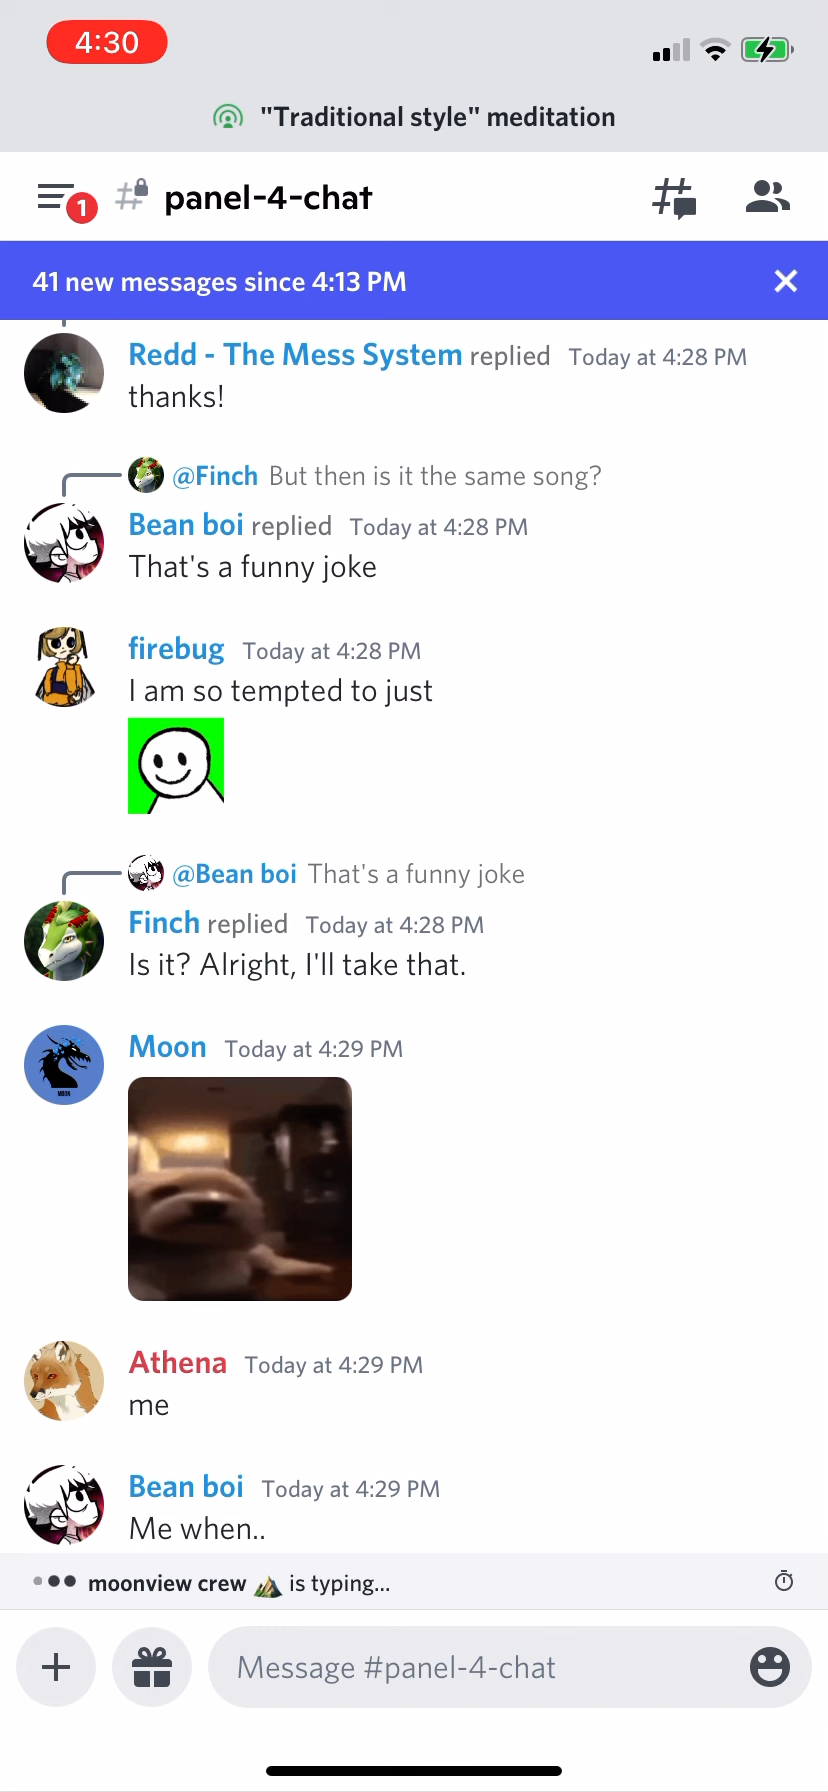 4:30
"Traditional style" meditation
1
panel-4-chat
41 new messages since 4:13 PM
Redd - The Mess System replied Today at 4:28 PM
thanks!
@Finch But then is it the same song?
Bean boi replied Today at 4:28 PM
That's a funny joke
firebug Today at 4:28 PM
I am so tempted to just
@Bean boi That's a funny joke
Finch replied Today at 4:28 PM
Is it? Alright, I'll take that.
Moon Today at 4:29 PM
MOON
Athena Today at 4:29 PM
me
Bean boi Today at 4:29 PM
Me when..
moonview crew is typing...
Message #panel-4-chat